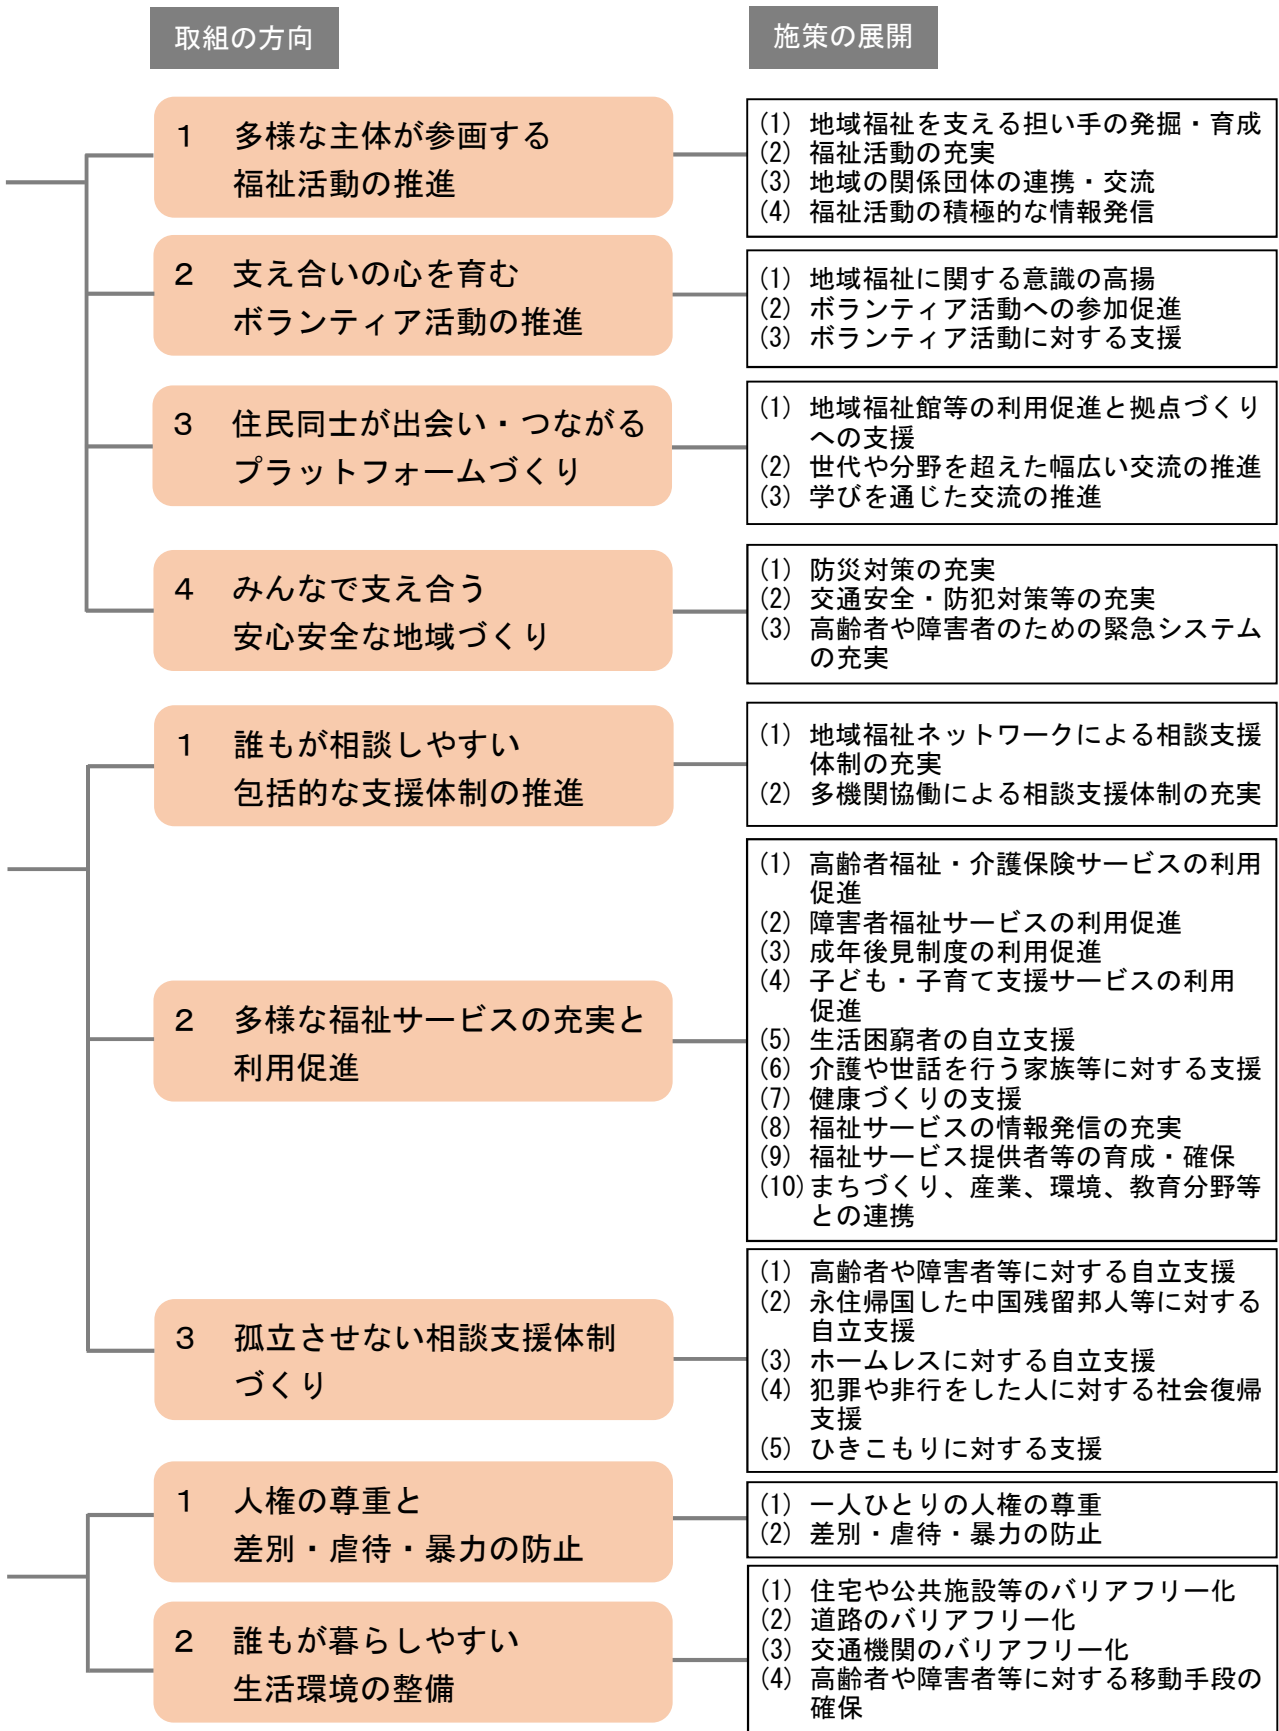 取組の方向
施策の展開
1 多様な主体が参画する
福祉活動の推進
(1) 地域福祉を支える担い手の発掘・育成
(2) 福祉活動の充実
(3) 地域の関係団体の連携・交流
(4) 福祉活動の積極的な情報発信
2 支え合いの心を育む
ボランティア活動の推進
(1) 地域福祉に関する意識の高揚
(2) ボランティア活動への参加促進
(3) ボランティア活動に対する支援
3 住民同士が出会い・つながる
プラットフォームづくり
(1) 地域福祉館等の利用促進と拠点づくり
への支援
(2) 世代や分野を超えた幅広い交流の推進
(3) 学びを通じた交流の推進
4 みんなで支え合う
安心安全な地域づくり
(1) 防災対策の充実
(2) 交通安全・防犯対策等の充実
(3) 高齢者や障害者のための緊急システム
の充実
1 誰もが相談しやすい
包括的な支援体制の推進
(1) 地域福祉ネットワークによる相談支援
体制の充実
(2) 多機関協働による相談支援体制の充実
2 多様な福祉サービスの充実と
利用促進
(1) 高齢者福祉・介護保険サービスの利用
促進
(2) 障害者福祉サービスの利用促進
(3) 成年後見制度の利用促進
(4) 子ども・子育て支援サービスの利用
促進
(5) 生活困窮者の自立支援
(6) 介護や世話を行う家族等に対する支援
(7) 健康づくりの支援
(8) 福祉サービスの情報発信の充実
(9) 福祉サービス提供者等の育成・確保
(10) まちづくり、産業、環境、教育分野等
との連携
3 孤立させない相談支援体制
づくり
(1) 高齢者や障害者等に対する自立支援
(2) 永住帰国した中国残留邦人等に対する
自立支援
(3) ホームレスに対する自立支援
(4) 犯罪や非行をした人に対する社会復帰
支援
(5) ひきこもりに対する支援
1 人権の尊重と
差別・虐待・暴力の防止
(1) 一人ひとりの人権の尊重
(2) 差別・虐待・暴力の防止
2 誰もが暮らしやすい
生活環境の整備
(1) 住宅や公共施設等のバリアフリー化
(2) 道路のバリアフリー化
(3) 交通機関のバリアフリー化
(4) 高齢者や障害者等に対する移動手段の
確保